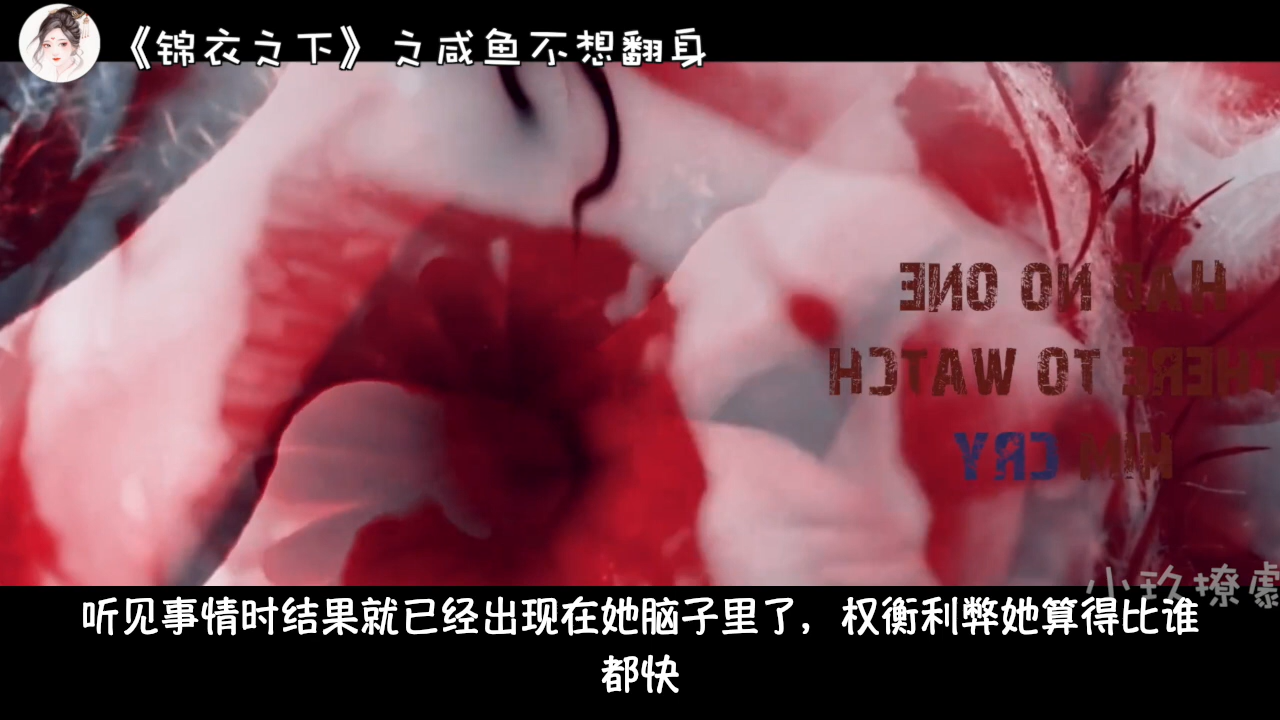 《锦衣之下》之咸鱼不想翻身
HAD NO ONE
THERE TO WATCH
HIM CRY
小玖撩劇
听见事情时结果就已经出现在她脑子里了，权衡利弊她算得比谁
都快